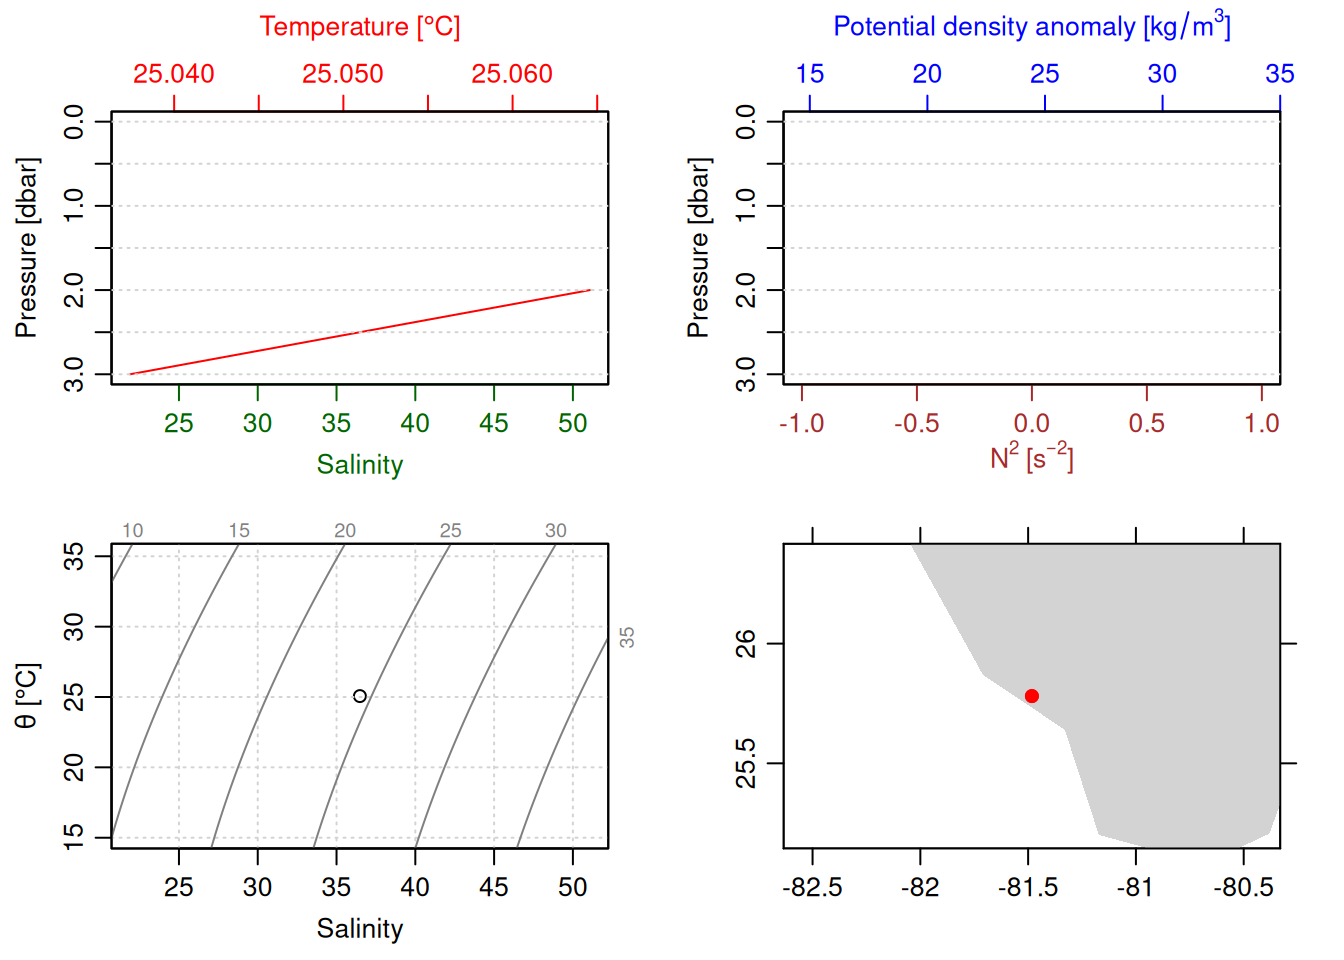 Temperature [°C]
25.040 25.050 25.060
Pressure [dbar]
0.0
1.0
2.0
3.0
25 30 35 40 45 50
Salinity
Potential density anomaly [kg/m³]
15 20 25 30 35
Pressure [dbar]
0.0
1.0
2.0
3.0
-1.0 -0.5 0.0 0.5 1.0
N² [s⁻²]
10 15 20 25 30
35
θ [°C]
35
30
25
20
15
25 30 35 40 45 50
Salinity
26
25.5
-82.5 -82 -81.5 -81 -80.5